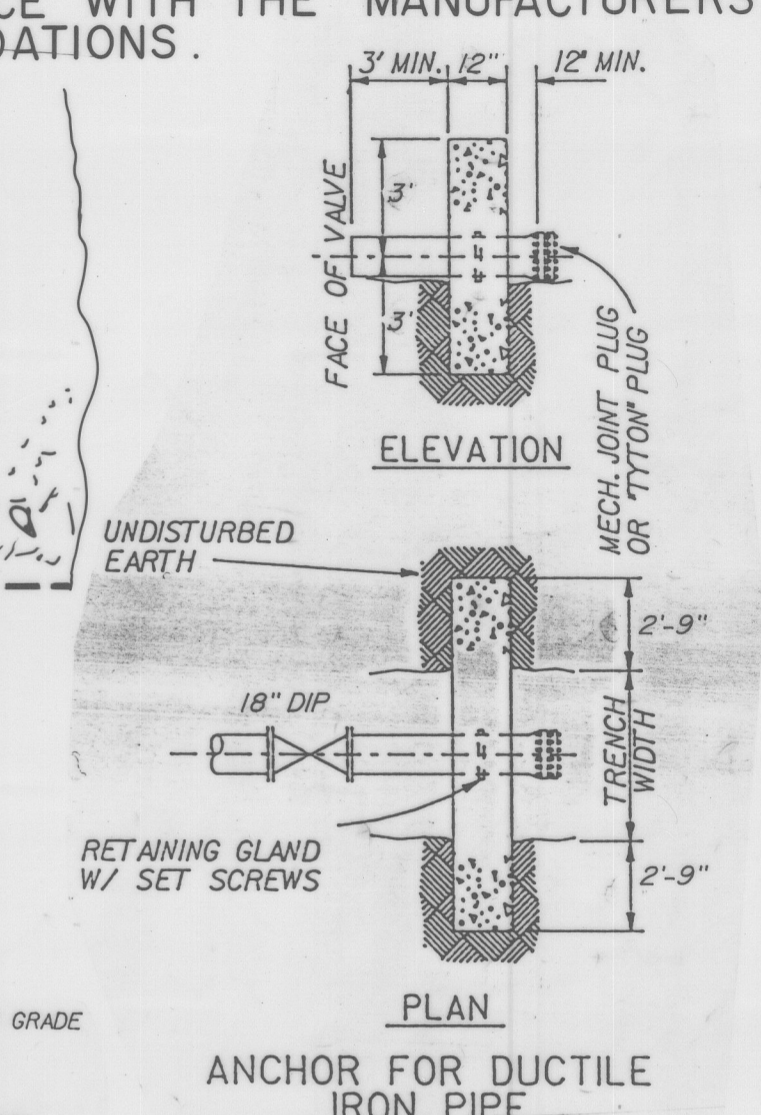 CE WITH THE MANUFACTURERS
DATIONS.
3' MIN.
12"
12" MIN.
FACE OF VALVE
3'
3'
MECH. JOINT PLUG
OR "TYTON" PLUG
ELEVATION
UNDISTURBED
EARTH
2'-9"
18" DIP
TRENCH
WIDTH
RETAINING GLAND
W/ SET SCREWS
2'-9"
PLAN
GRADE
ANCHOR FOR DUCTILE
IRON PIPE